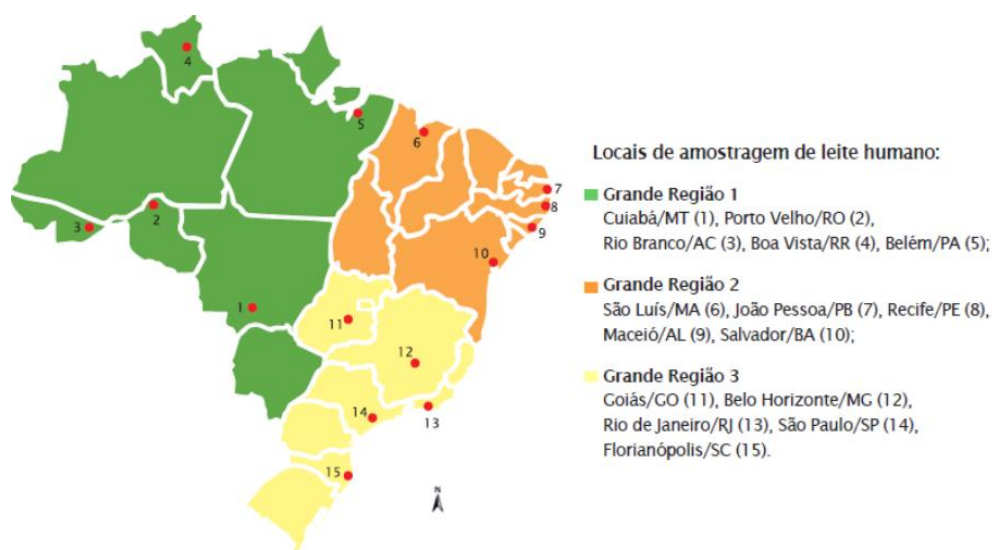 4
5
6
7
8
9
3
2
10
1
11
12
13
14
15
N
Locais de amostragem de leite humano:
Grande Região 1
Cuiabá/MT (1), Porto Velho/RO (2),
Rio Branco/AC (3), Boa Vista/RR (4), Belém/PA (5);
Grande Região 2
São Luís/MA (6), João Pessoa/PB (7), Recife/PE (8),
Maceió/AL (9), Salvador/BA (10);
Grande Região 3
Goiás/GO (11), Belo Horizonte/MG (12),
Rio de Janeiro/RJ (13), São Paulo/SP (14),
Florianópolis/SC (15).